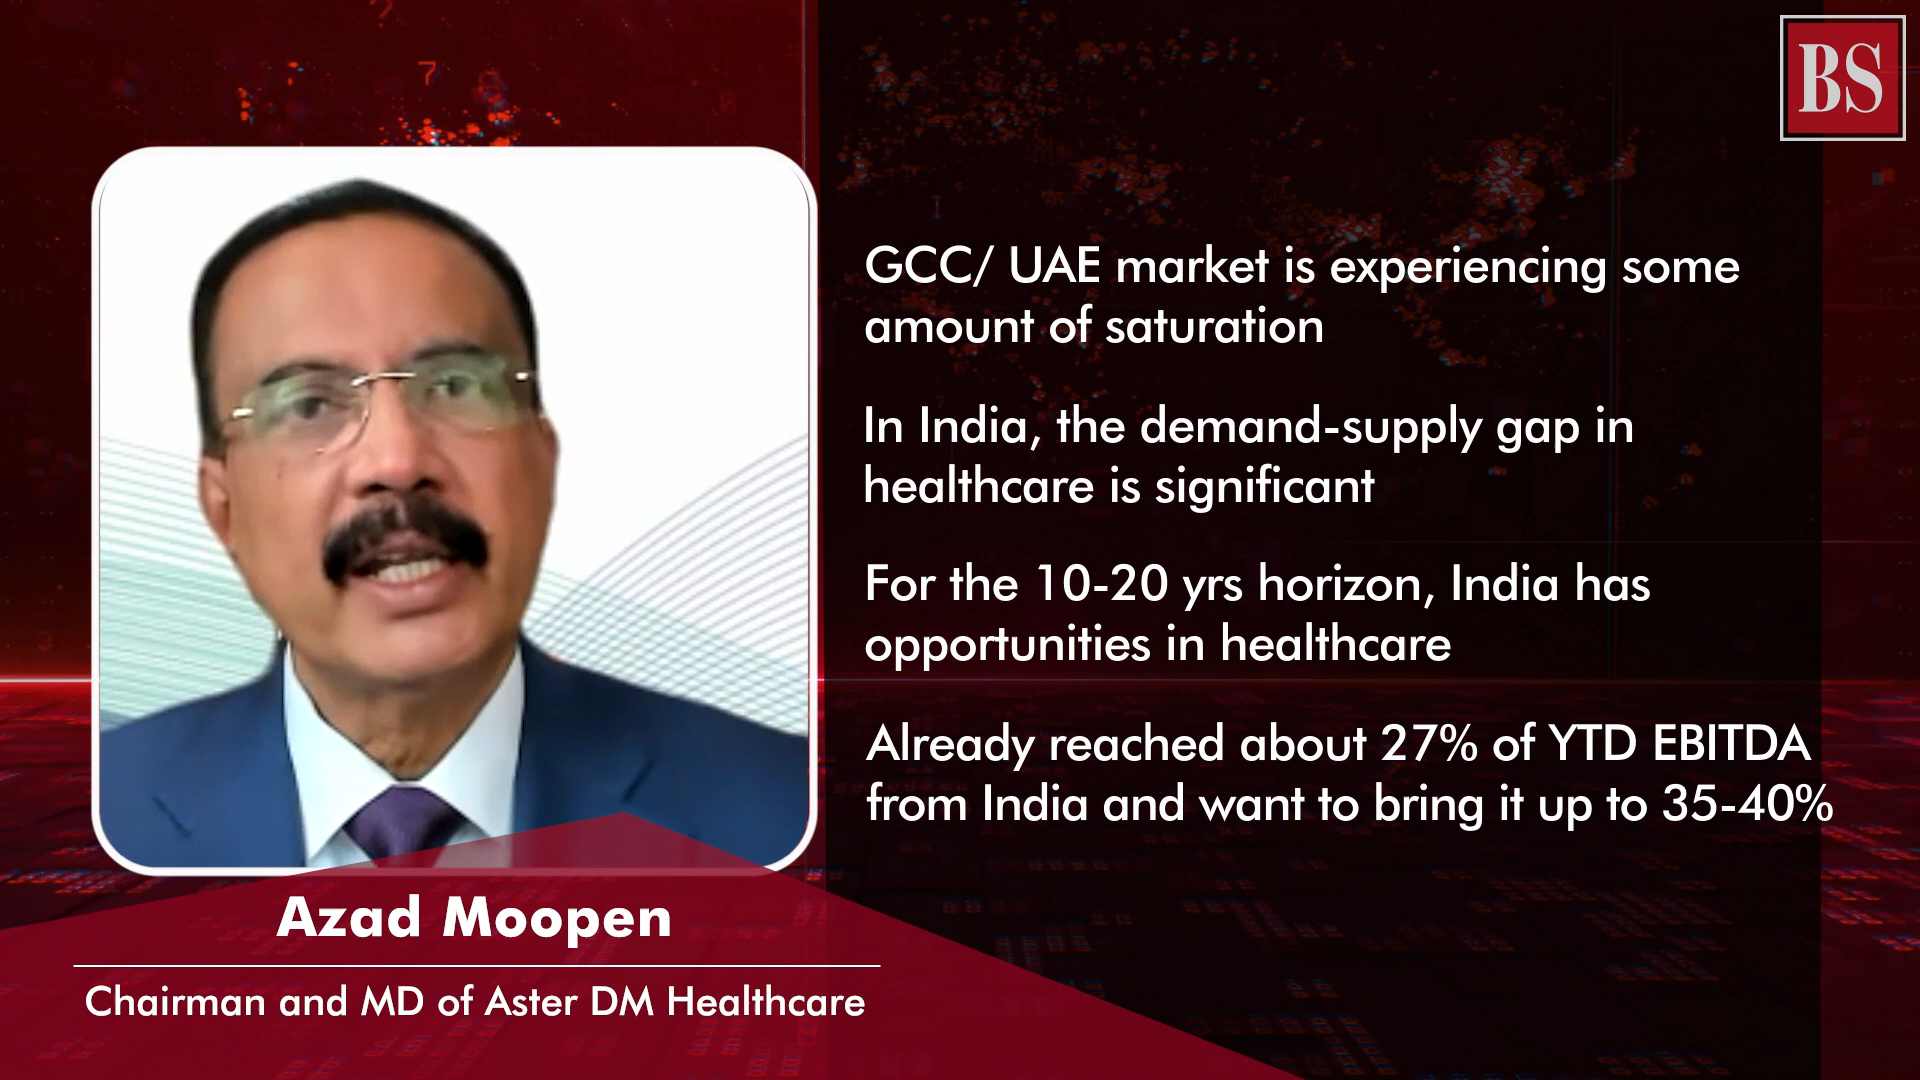 BS
GCC/ UAE market is experiencing some
amount of saturation
In India, the demand-supply gap in
healthcare is significant
For the 10-20 yrs horizon, India has
opportunities in healthcare
Already reached about 27% of YTD EBITDA
from India and want to bring it up to 35-40%
Azad Moopen
Chairman and MD of Aster DM Healthcare